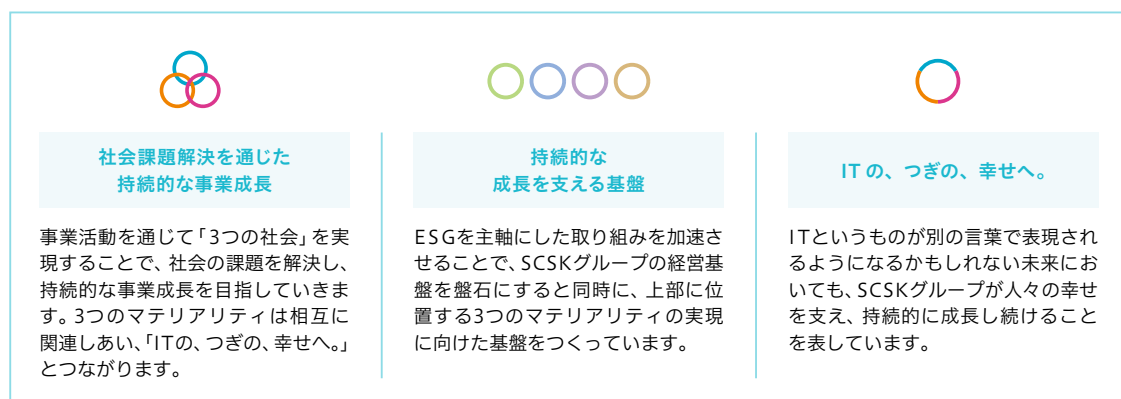 社会課題解決を通じた
持続的な事業成長
事業活動を通じて「3つの社会」を実
現することで、社会の課題を解決し、
持続的な事業成長を目指していきま
す。3つのマテリアリティは相互に
関連しあい、「ITの、つぎの、幸せへ。」
とつながります。
持続的な
成長を支える基盤
ESGを主軸にした取り組みを加速さ
せることで、SCSKグループの経営基
盤を盤石にすると同時に、上部に位
置する3つのマテリアリティの実現
に向けた基盤をつくっています。
IT の、つぎの、幸せへ。
ITというものが別の言葉で表現され
るようになるかもしれない未来にお
いても、SCSKグループが人々の幸せ
を支え、持続的に成長し続けること
を表しています。